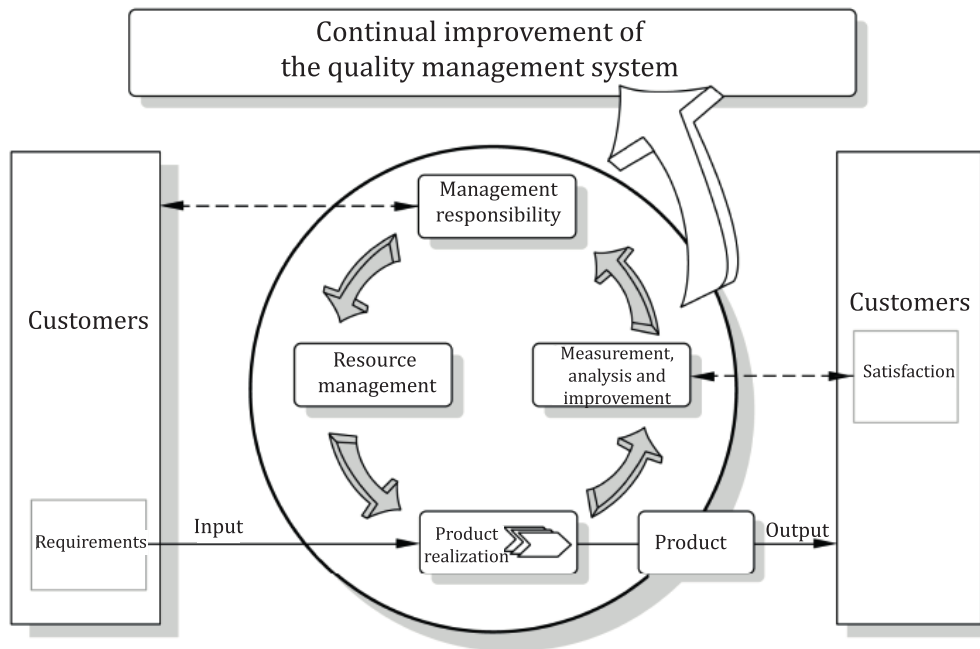 Continual improvement of
the quality management system
Management
responsibility
Customers
Customers
Resource
management
Measurement,
analysis and
improvement
Satisfaction
Requirements
Input
Product
realization
Product
Output